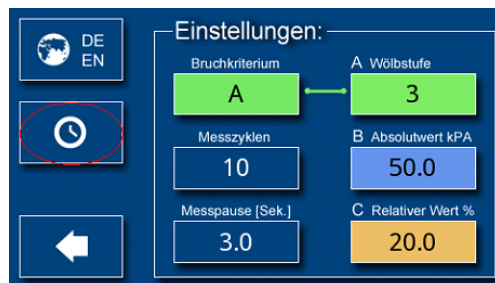 DE
EN
Einstellungen:
Bruchkriterium
A Wölbstufe
A
3
Messzyklen
B Absolutwert kPA
10
50.0
Messpause [Sek.]
C Relativer Wert %
3.0
20.0